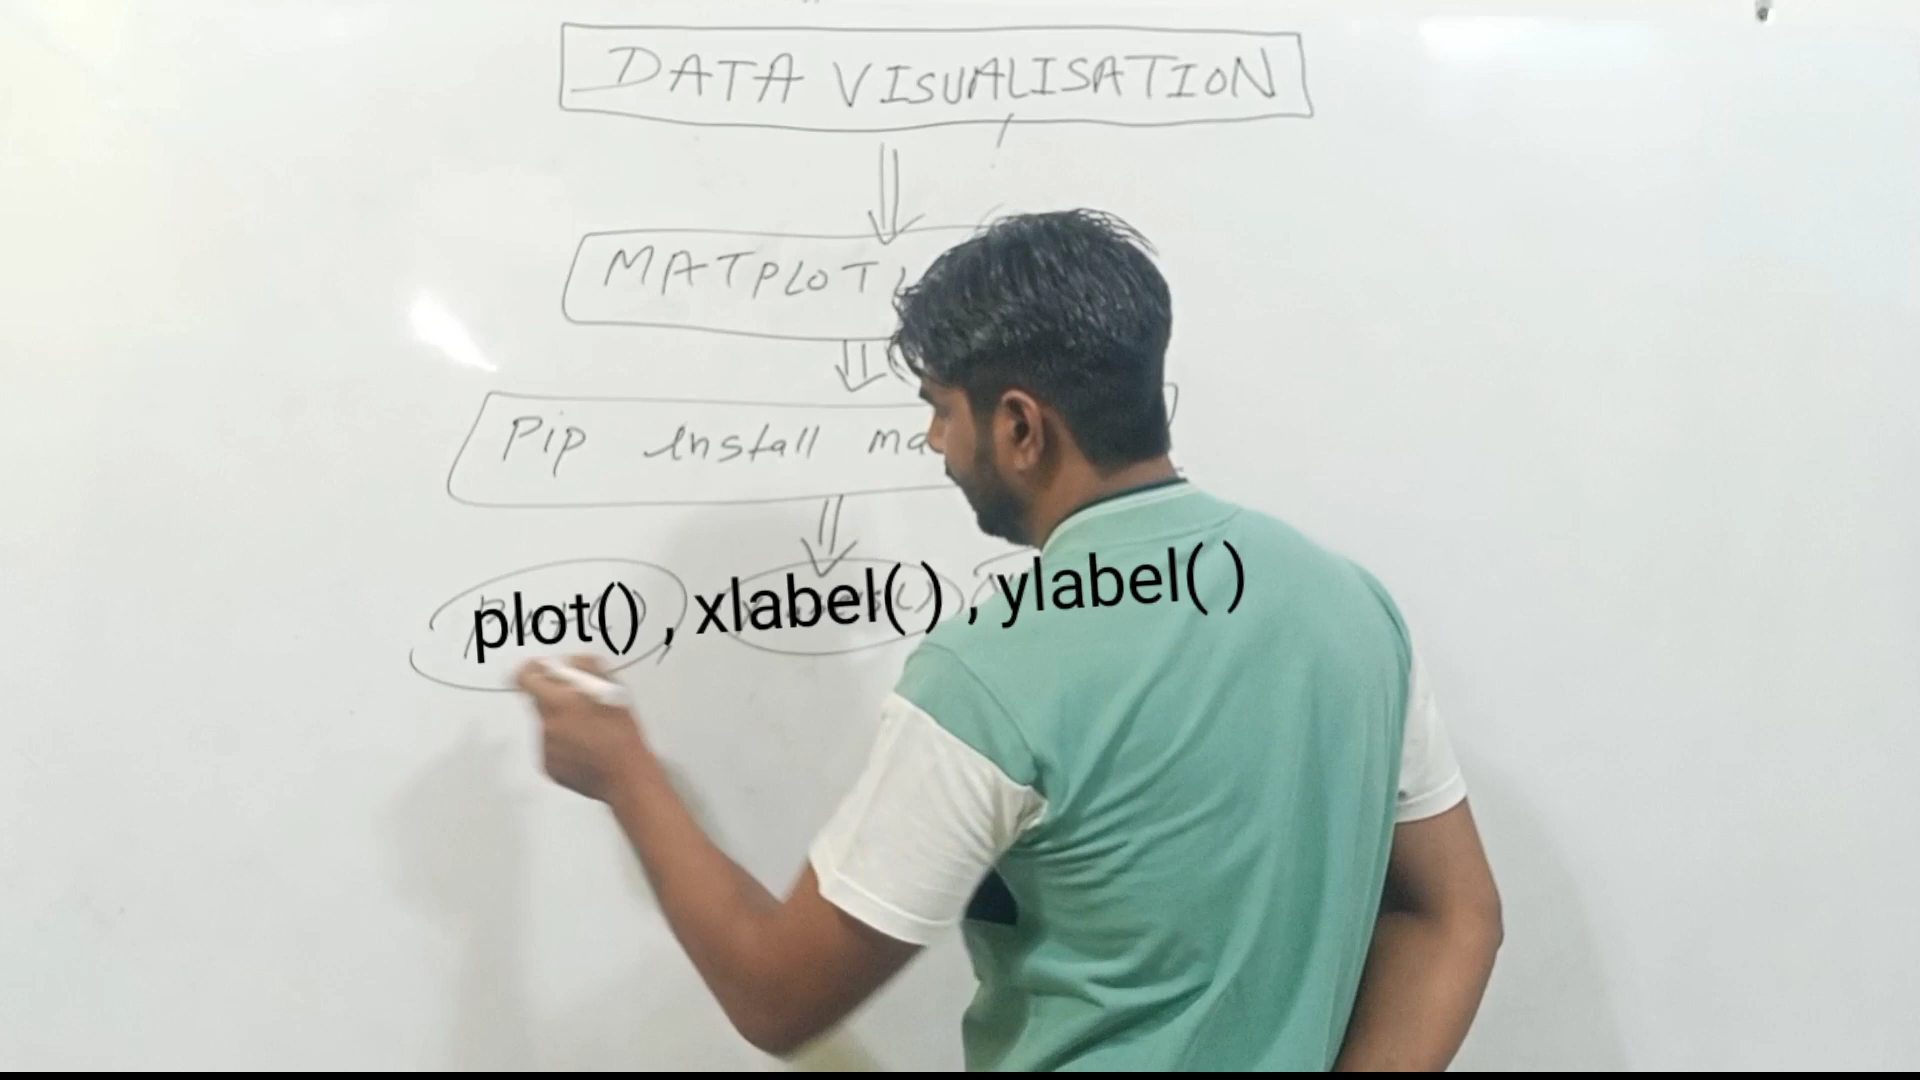 DATA VISUALISATION
MATPLOT
Pip install ma
plot() , xlabel( ) , ylabel( )